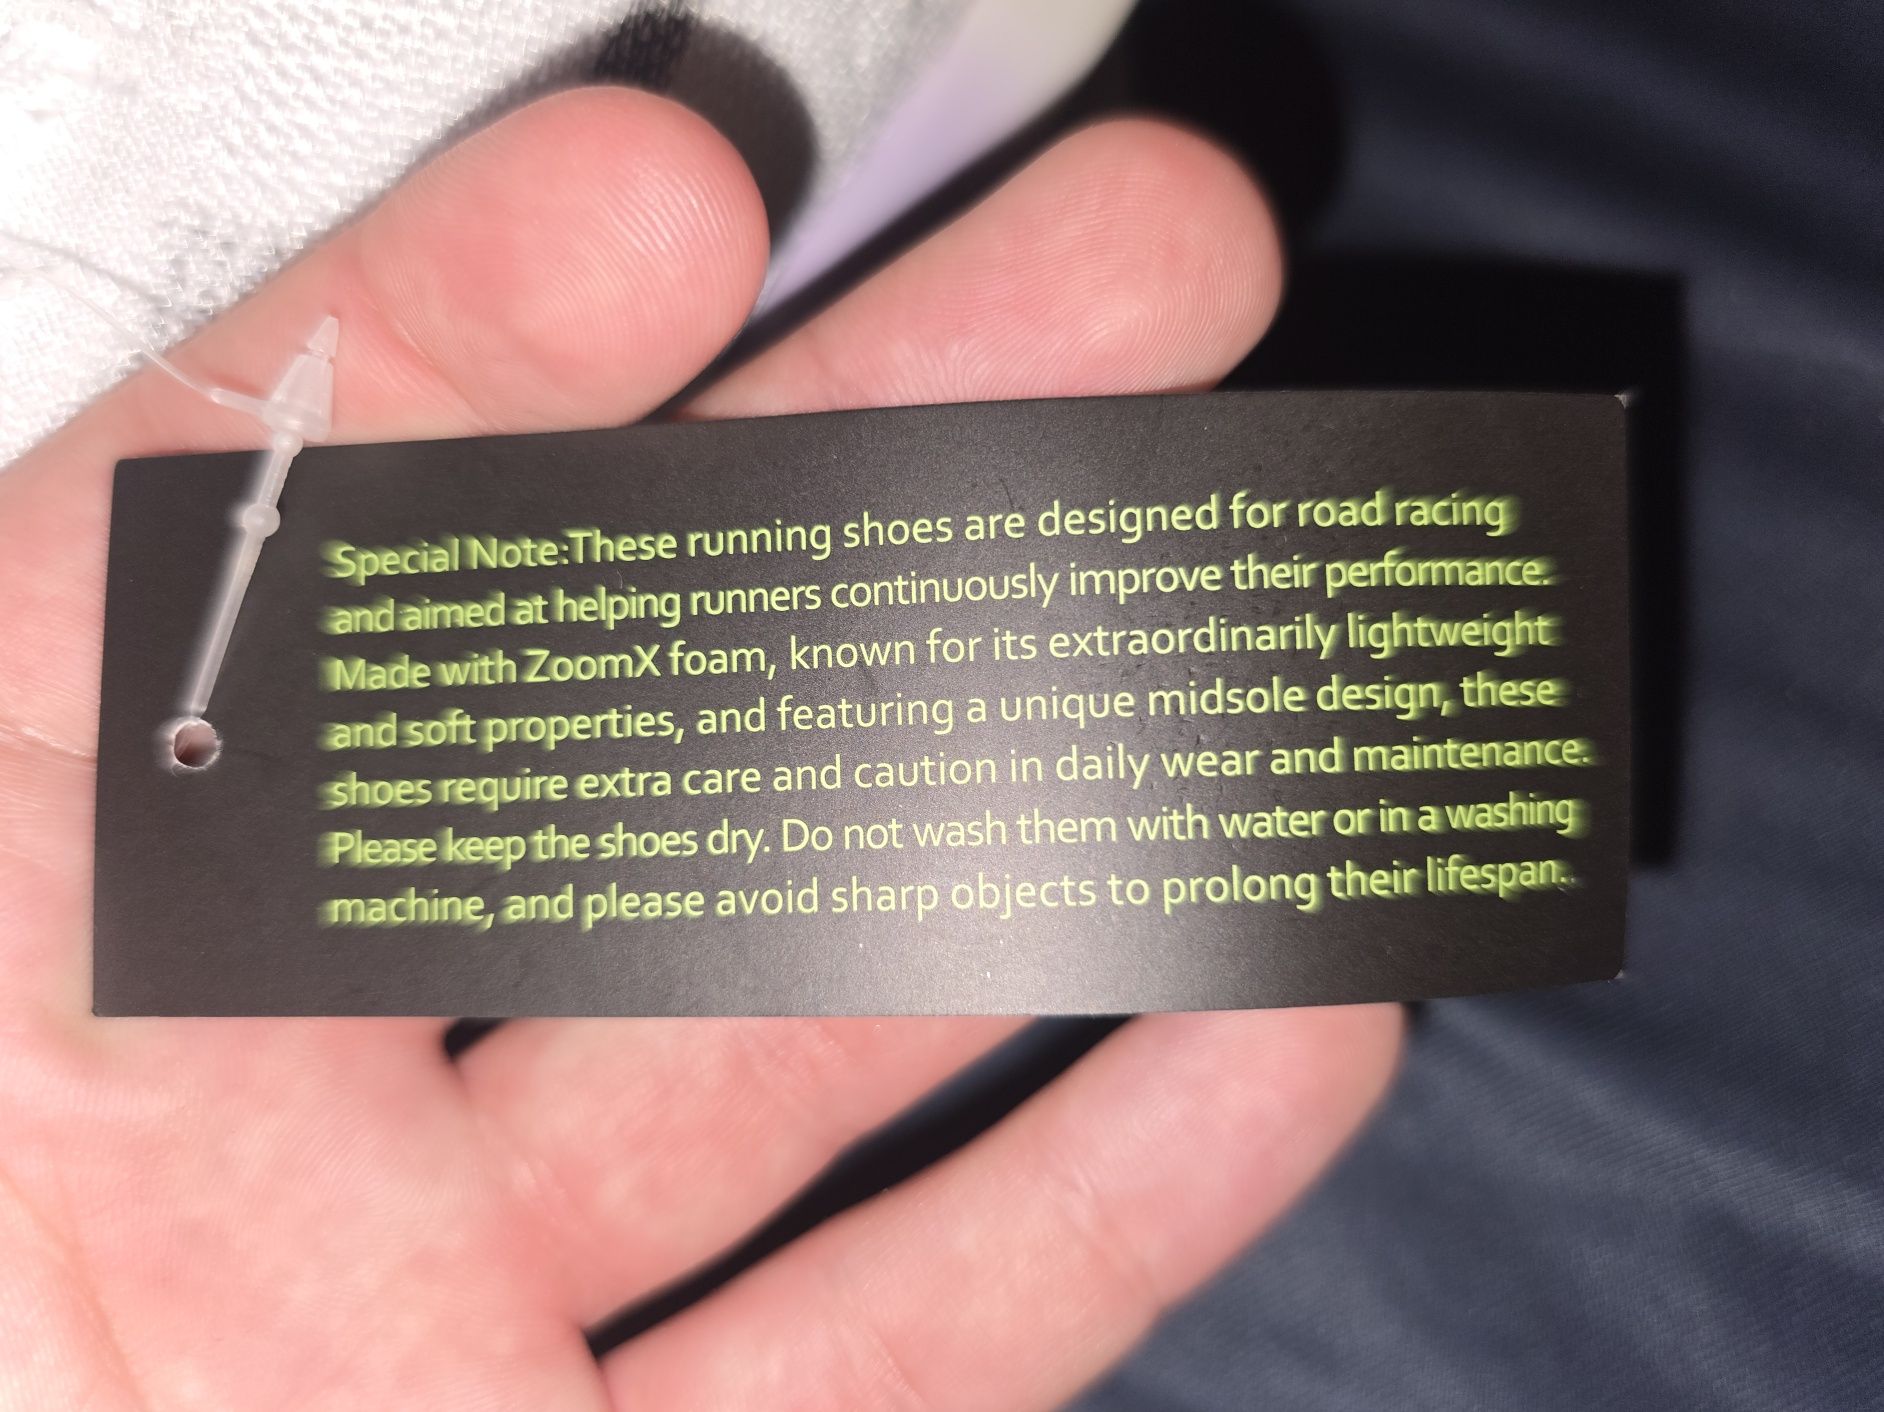 Special Note:These running shoes are designed for road racing
and aimed at helping runners continuously improve their performance.
Made with ZoomX foam, known for its extraordinarily lightweight
and soft properties, and featuring a unique midsole design, these
shoes require extra care and caution in daily wear and maintenance.
Please keep the shoes dry. Do not wash them with water or in a washing
machine, and please avoid sharp objects to prolong their lifespan.